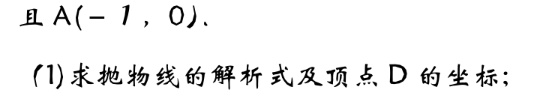 且 A(－1，0).
(1)求抛物线的解析式及顶点 D 的坐标;